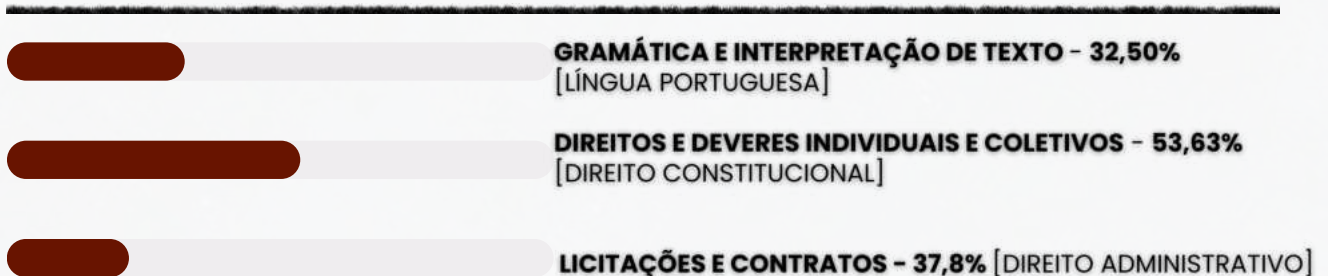 GRAMÁTICA E INTERPRETAÇÃO DE TEXTO - 32,50%
[LÍNGUA PORTUGUESA]
DIREITOS E DEVERES INDIVIDUAIS E COLETIVOS - 53,63%
[DIREITO CONSTITUCIONAL]
LICITAÇÕES E CONTRATOS - 37,8% [DIREITO ADMINISTRATIVO]